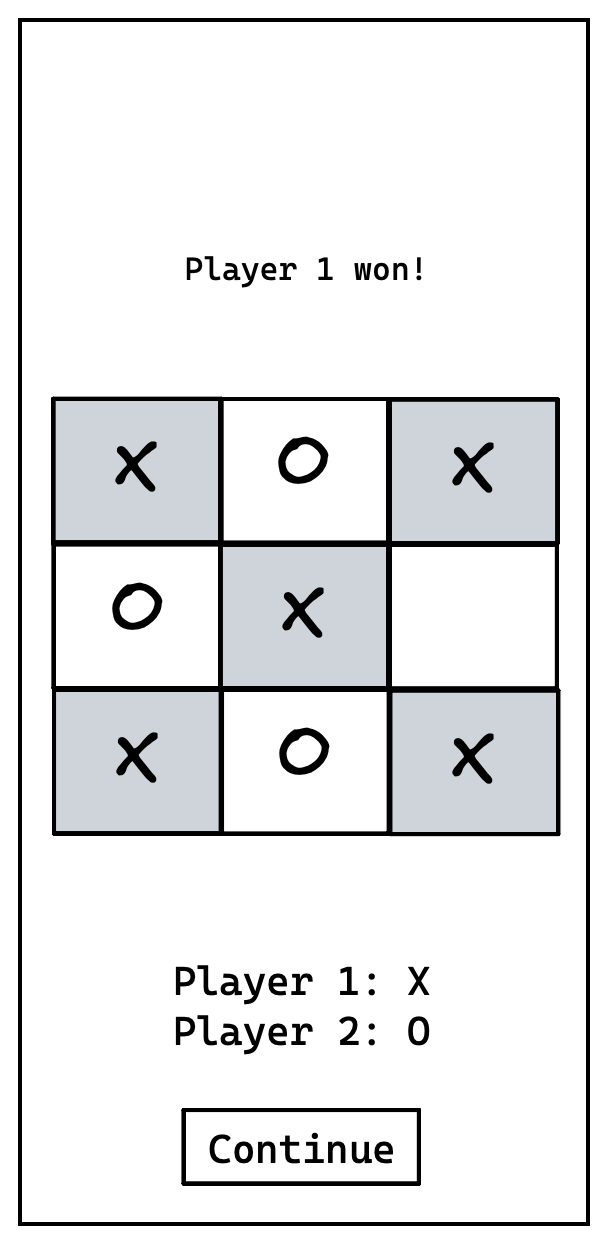 Player 1 won!
X O X
O X
X O X
Player 1: X
Player 2: O
Continue